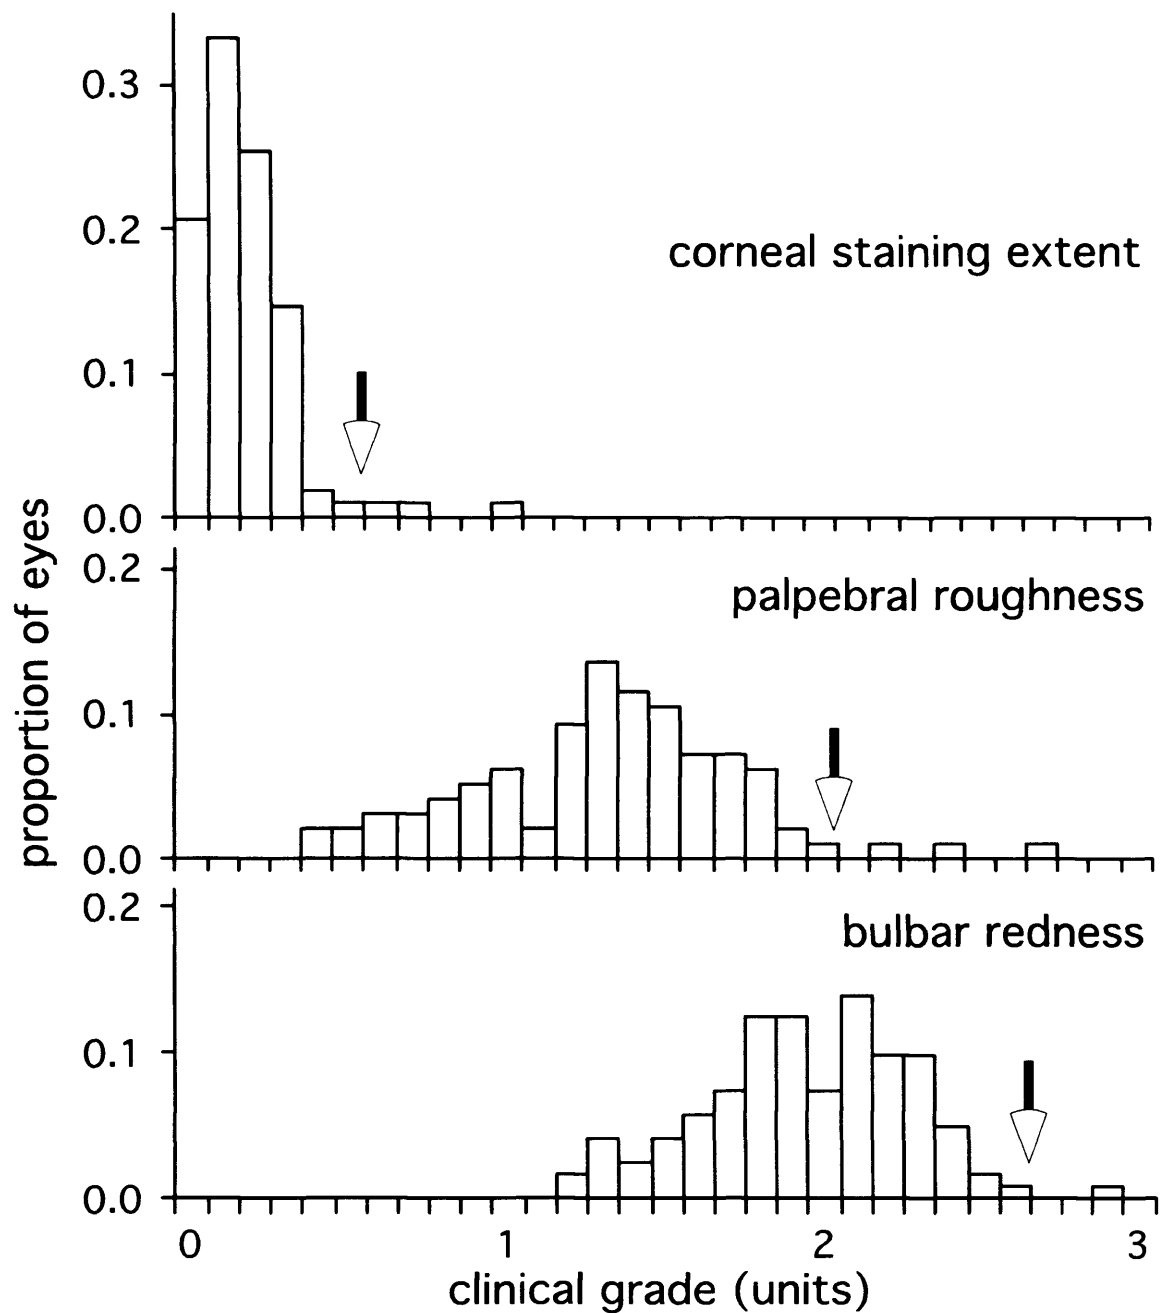 0.3
0.2
corneal staining extent
0.1
0.0
proportion of eyes
0.2
palpebral roughness
0.1
0.0
0.2
bulbar redness
0.1
0.0
0 1 2 3
clinical grade (units)